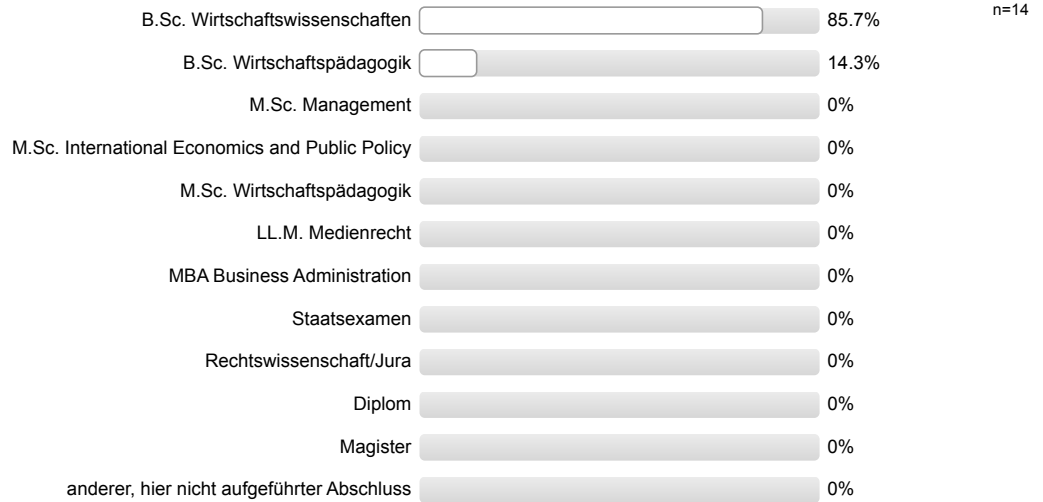 B.Sc. Wirtschaftswissenschaften 85.7% n=14
B.Sc. Wirtschaftspädagogik 14.3%
M.Sc. Management 0%
M.Sc. International Economics and Public Policy 0%
M.Sc. Wirtschaftspädagogik 0%
LL.M. Medienrecht 0%
MBA Business Administration 0%
Staatsexamen 0%
Rechtswissenschaft/Jura 0%
Diplom 0%
Magister 0%
anderer, hier nicht aufgeführter Abschluss 0%